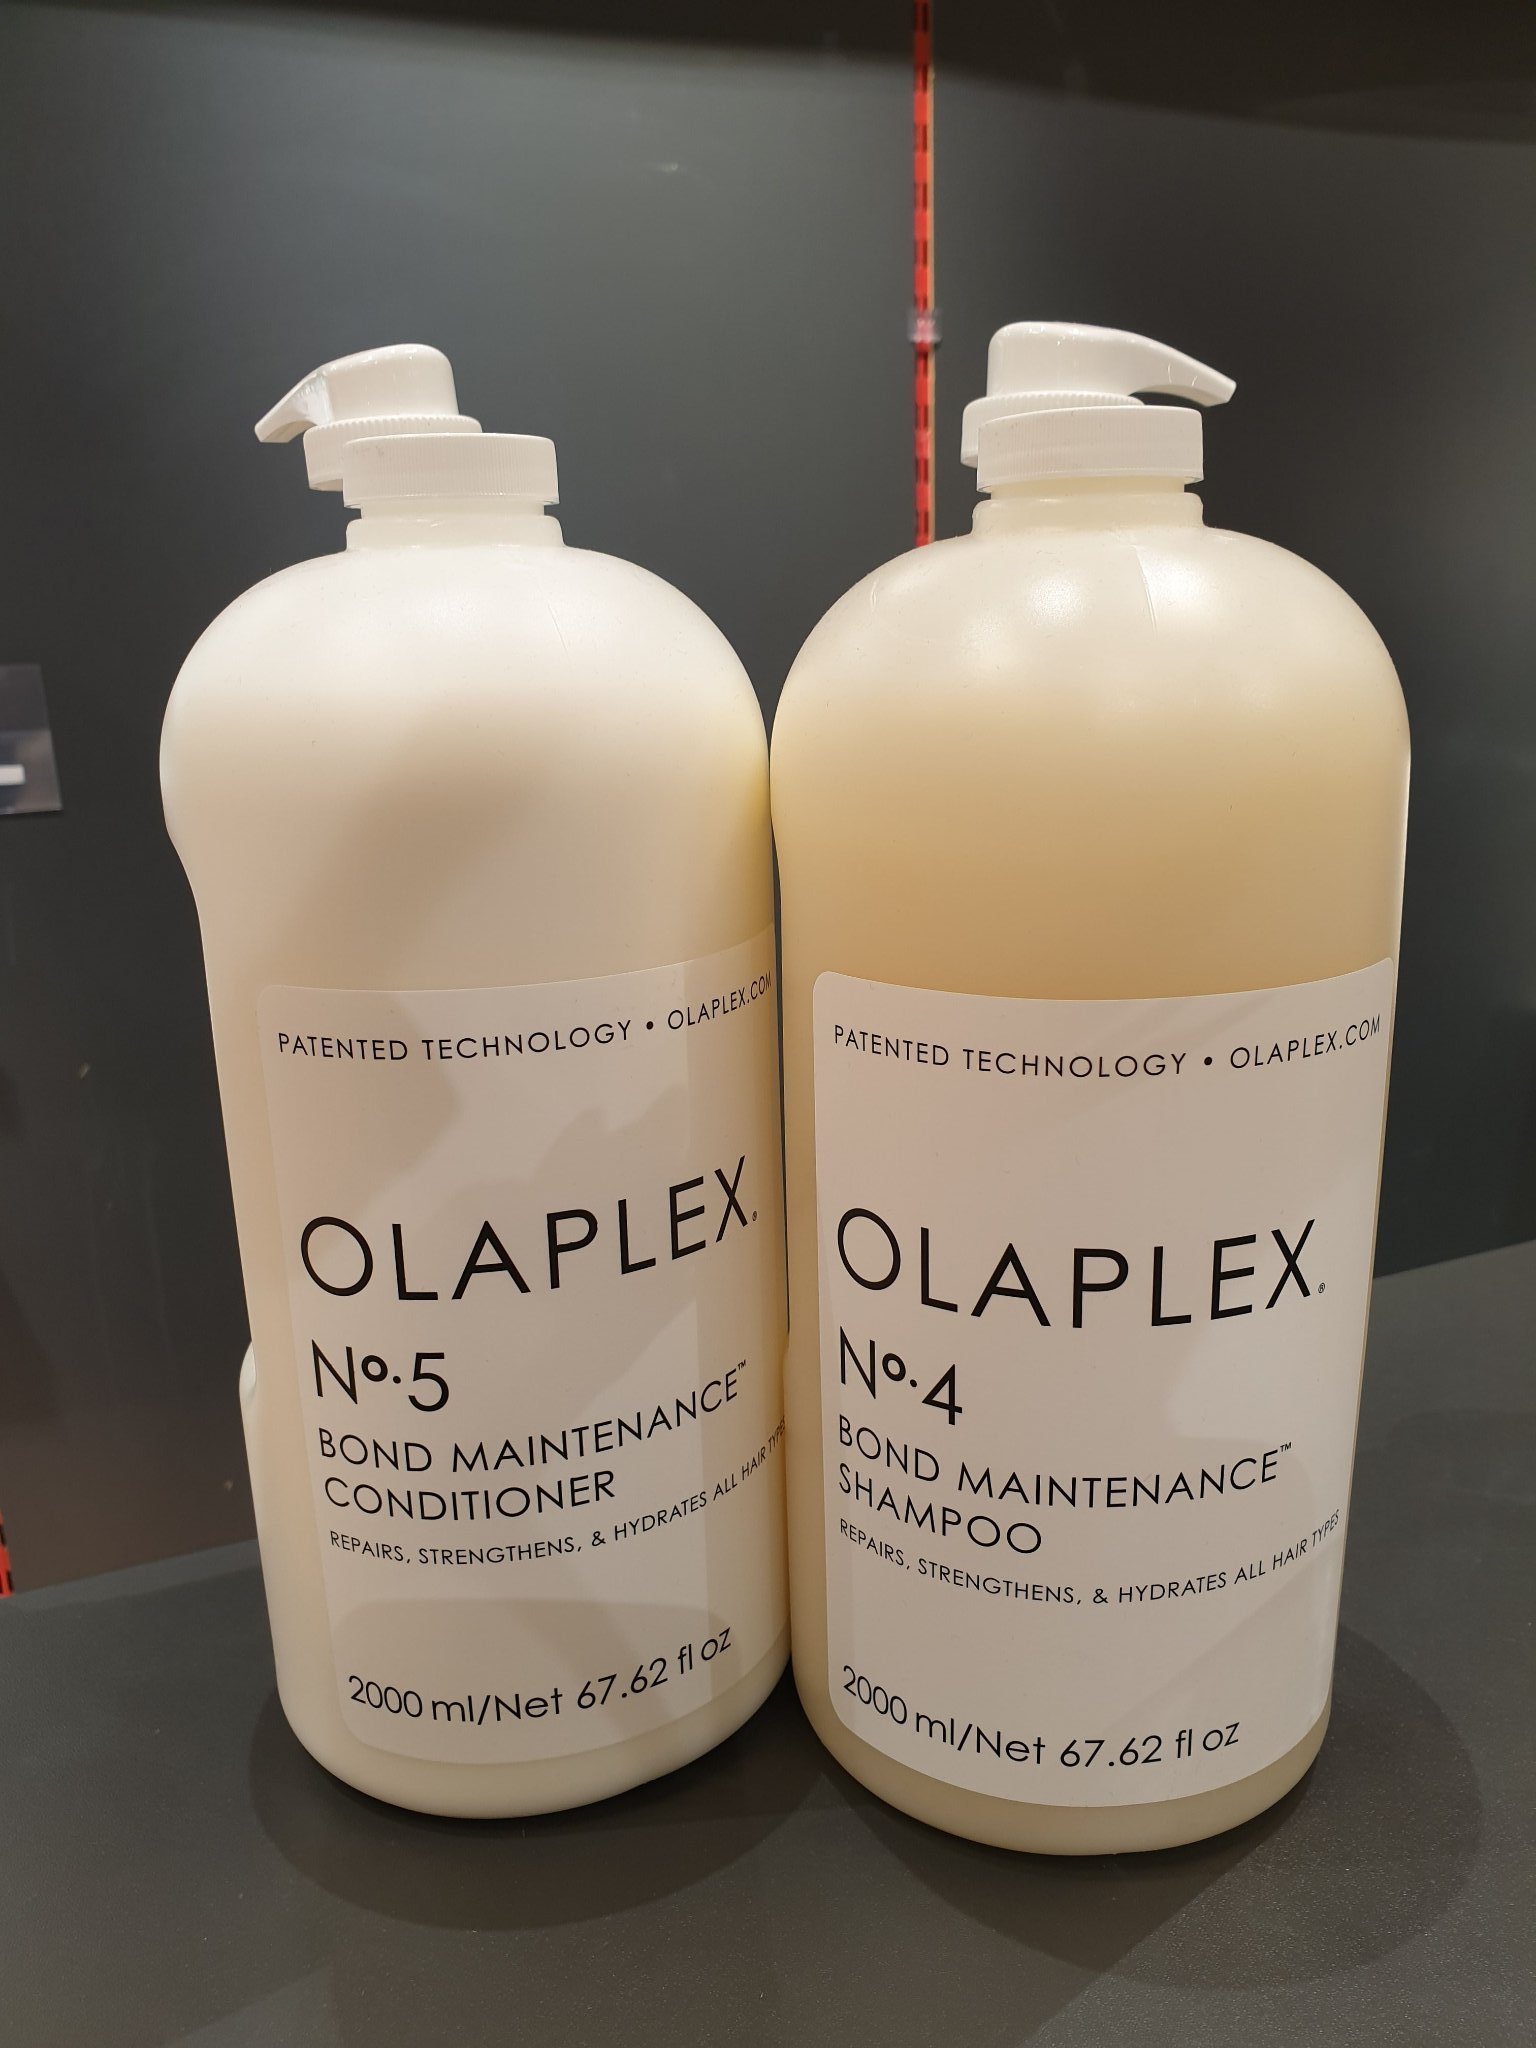 PATENTED TECHNOLOGY • OLAPLEX.COM
OLAPLEX®
Nº.5
BOND MAINTENANCE™
CONDITIONER
REPAIRS, STRENGTHENS, & HYDRATES ALL HAIR TYPES
2000 ml/Net 67.62 fl oz
PATENTED TECHNOLOGY • OLAPLEX.COM
OLAPLEX®
Nº.4
BOND MAINTENANCE™
SHAMPOO
REPAIRS, STRENGTHENS, & HYDRATES ALL HAIR TYPES
2000 ml/Net 67.62 fl oz